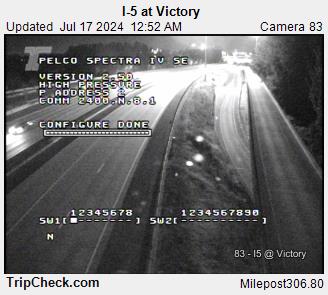 I-5 at Victory
Updated Jul 17 2024 12:52 AM Camera 83
PELCO SPECTRA IV SE
VERSION 2.50
HIGH PRESSURE
P ADDRESS 2
COMM 2400.N.8.1
CONFIGURE DONE
12345678 1234567890
SW1[ ---------] SW2[----------]
N
83 - I5 @ Victory
TripCheck.com Milepost306.80